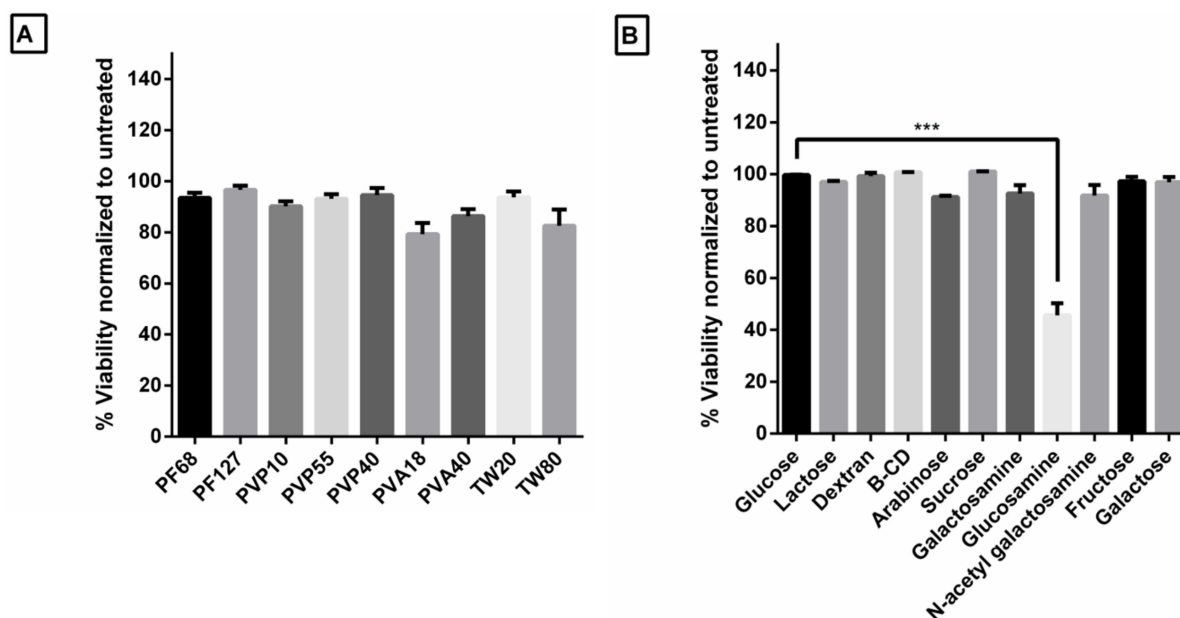 A
% Viability normalized to untreated
140
120
100
80
60
40
20
0
PF68
PF127
PVP10
PVP55
PVP40
PVA18
PVA40
TW20
TW80
B
% Viability normalized to untreated
140
120
100
80
60
40
20
0
***
Glucose
Lactose
Dextran
B-CD
Arabinose
Sucrose
Galactosamine
Glucosamine
N-acetyl galactosamine
Fructose
Galactose